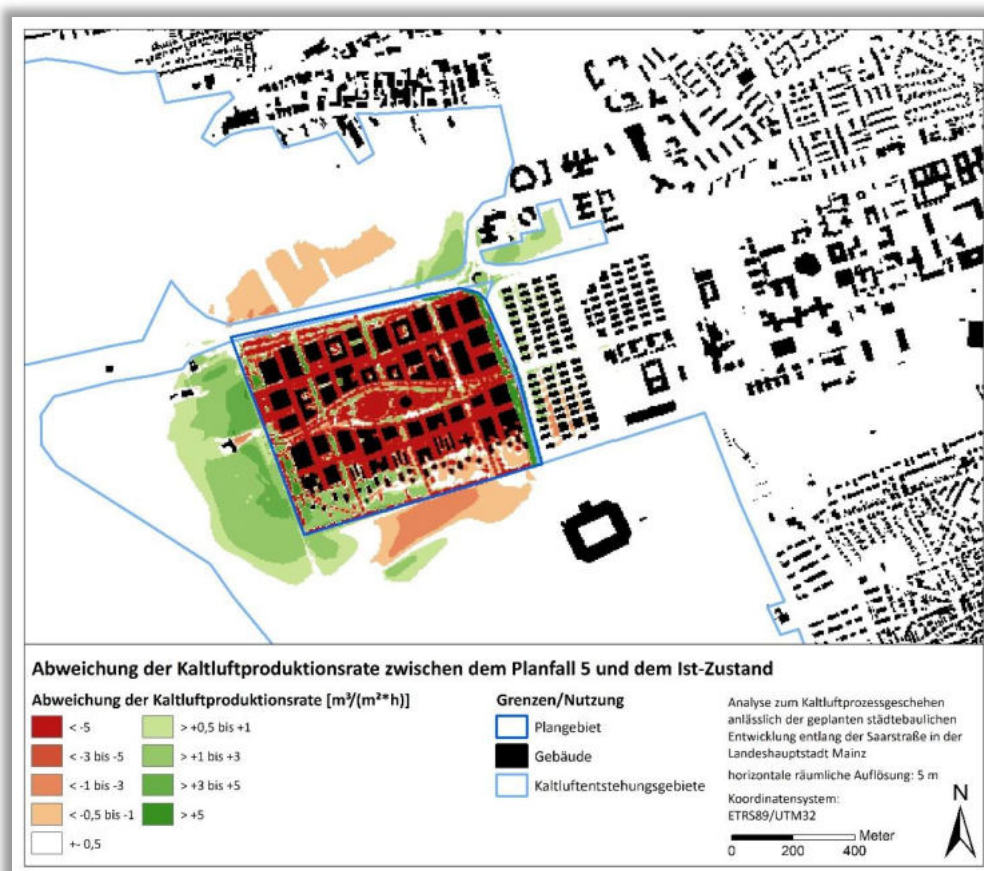 Abweichung der Kaltluftproduktionsrate zwischen dem Planfall 5 und dem Ist-Zustand
Abweichung der Kaltluftproduktionsrate [m³/(m²*h)]
< -5
< -3 bis -5
< -1 bis -3
< -0,5 bis -1
+- 0,5
> +0,5 bis +1
> +1 bis +3
> +3 bis +5
> +5
Grenzen/Nutzung
Plangebiet
Gebäude
Kaltluftentstehungsgebiete
Analyse zum Kaltluftprozessgeschehen
anlässlich der geplanten städtebaulichen
Entwicklung entlang der Saarstraße in der
Landeshauptstadt Mainz
horizontale räumliche Auflösung: 5 m
Koordinatensystem:
ETRS89/UTM32
Meter
0 200 400
N